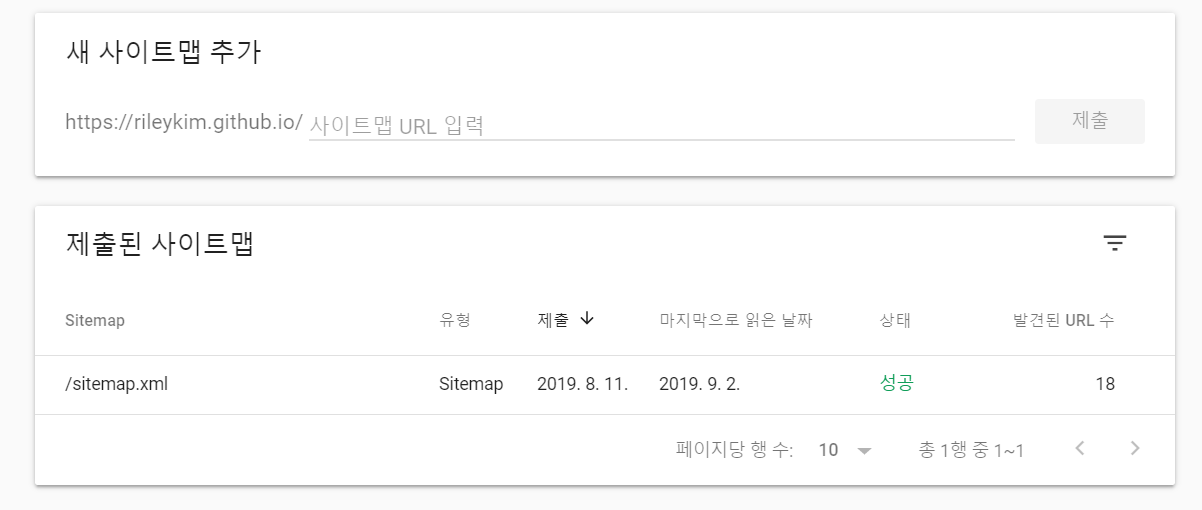 새 사이트맵 추가
https://rileykim.github.io/ 사이트맵 URL 입력 제출
제출된 사이트맵
Sitemap 유형 제출 마지막으로 읽은 날짜 상태 발견된 URL 수
/sitemap.xml Sitemap 2019. 8. 11. 2019. 9. 2. 성공 18
페이지당 행 수: 10 총 1행 중 1~1